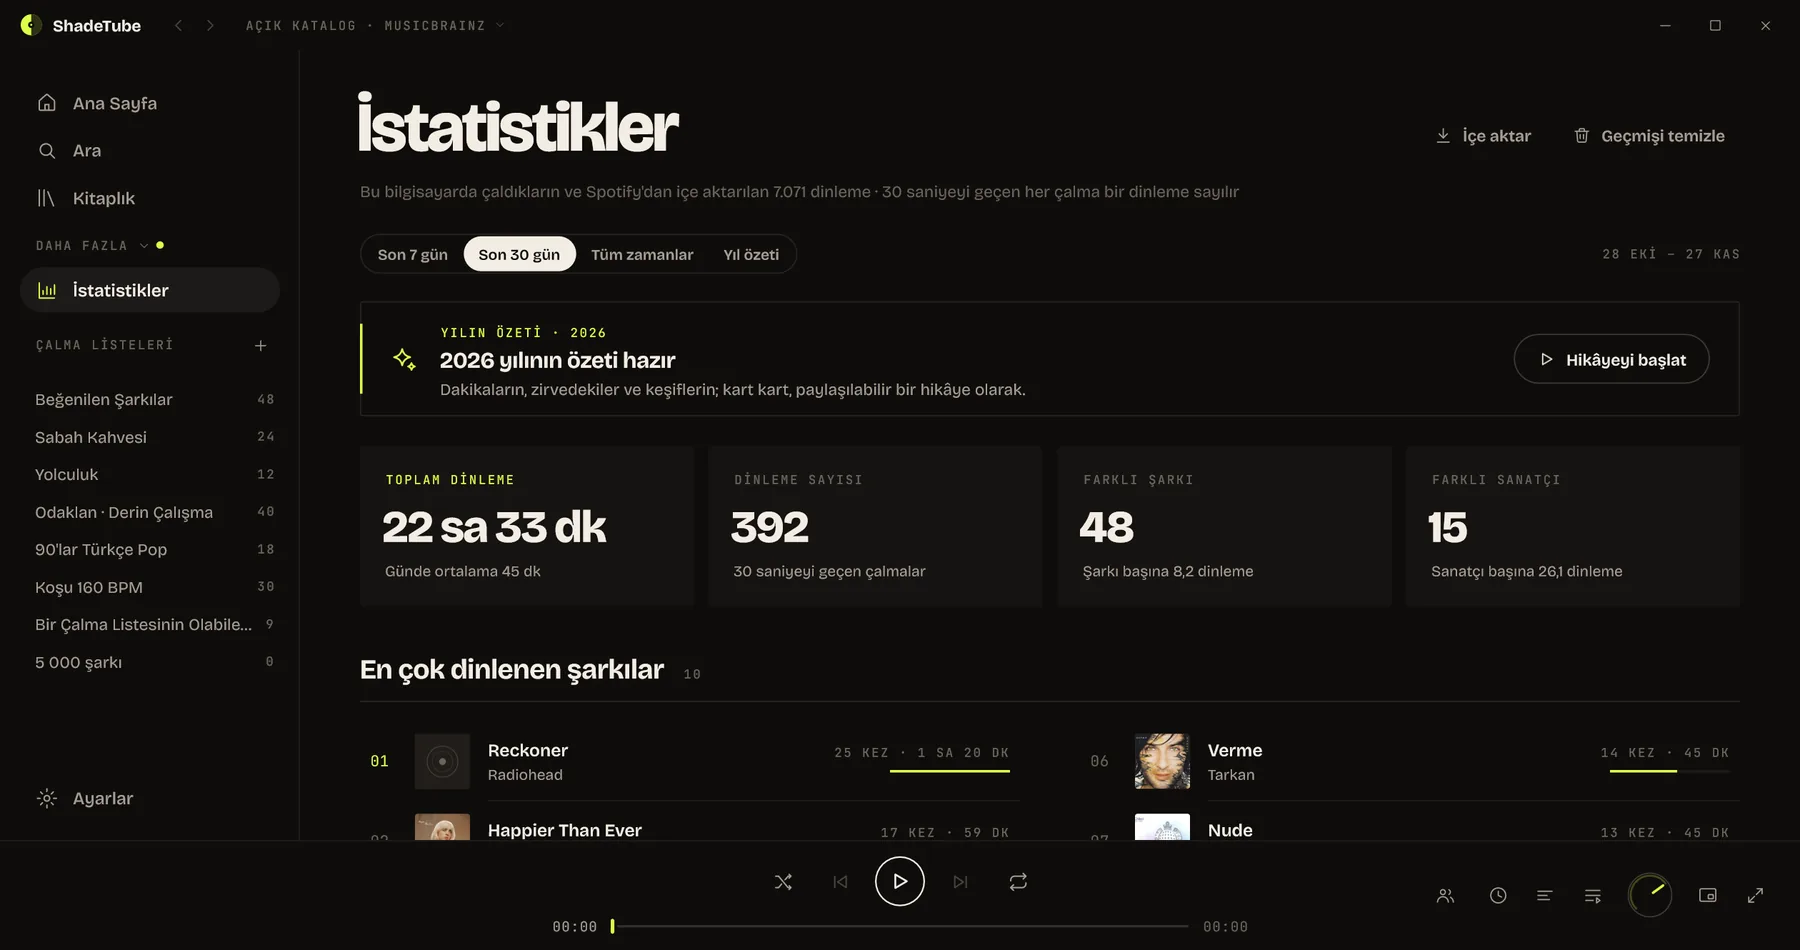 ShadeTube
AÇIK KATALOG · MUSICBRAINZ
Ana Sayfa
Ara
Kitaplık
DAHA FAZLA
İstatistikler
ÇALMA LİSTELERİ
Beğenilen Şarkılar 48
Sabah Kahvesi 24
Yolculuk 12
Odaklan · Derin Çalışma 40
90'lar Türkçe Pop 18
Koşu 160 BPM 30
Bir Çalma Listesinin Olabile... 9
5 000 şarkı 0
Ayarlar
İstatistikler
İçe aktar
Geçmişi temizle
Bu bilgisayarda çaldıkların ve Spotify'dan içe aktarılan 7.071 dinleme · 30 saniyeyi geçen her çalma bir dinleme sayılır
Son 7 gün
Son 30 gün
Tüm zamanlar
Yıl özeti
28 EKİ – 27 KAS
YILIN ÖZETİ · 2026
2026 yılının özeti hazır
Dakikaların, zirvedekiler ve keşiflerin; kart kart, paylaşılabilir bir hikâye olarak.
Hikâyeyi başlat
TOPLAM DİNLEME
22 sa 33 dk
Günde ortalama 45 dk
DİNLEME SAYISI
392
30 saniyeyi geçen çalmalar
FARKLI ŞARKI
48
Şarkı başına 8,2 dinleme
FARKLI SANATÇI
15
Sanatçı başına 26,1 dinleme
En çok dinlenen şarkılar 10
01
Reckoner
Radiohead
25 KEZ · 1 SA 20 DK
06
Verme
Tarkan
14 KEZ · 45 DK
Happier Than Ever
17 KEZ · 59 DK
Nude
13 KEZ · 45 DK
00:00
00:00